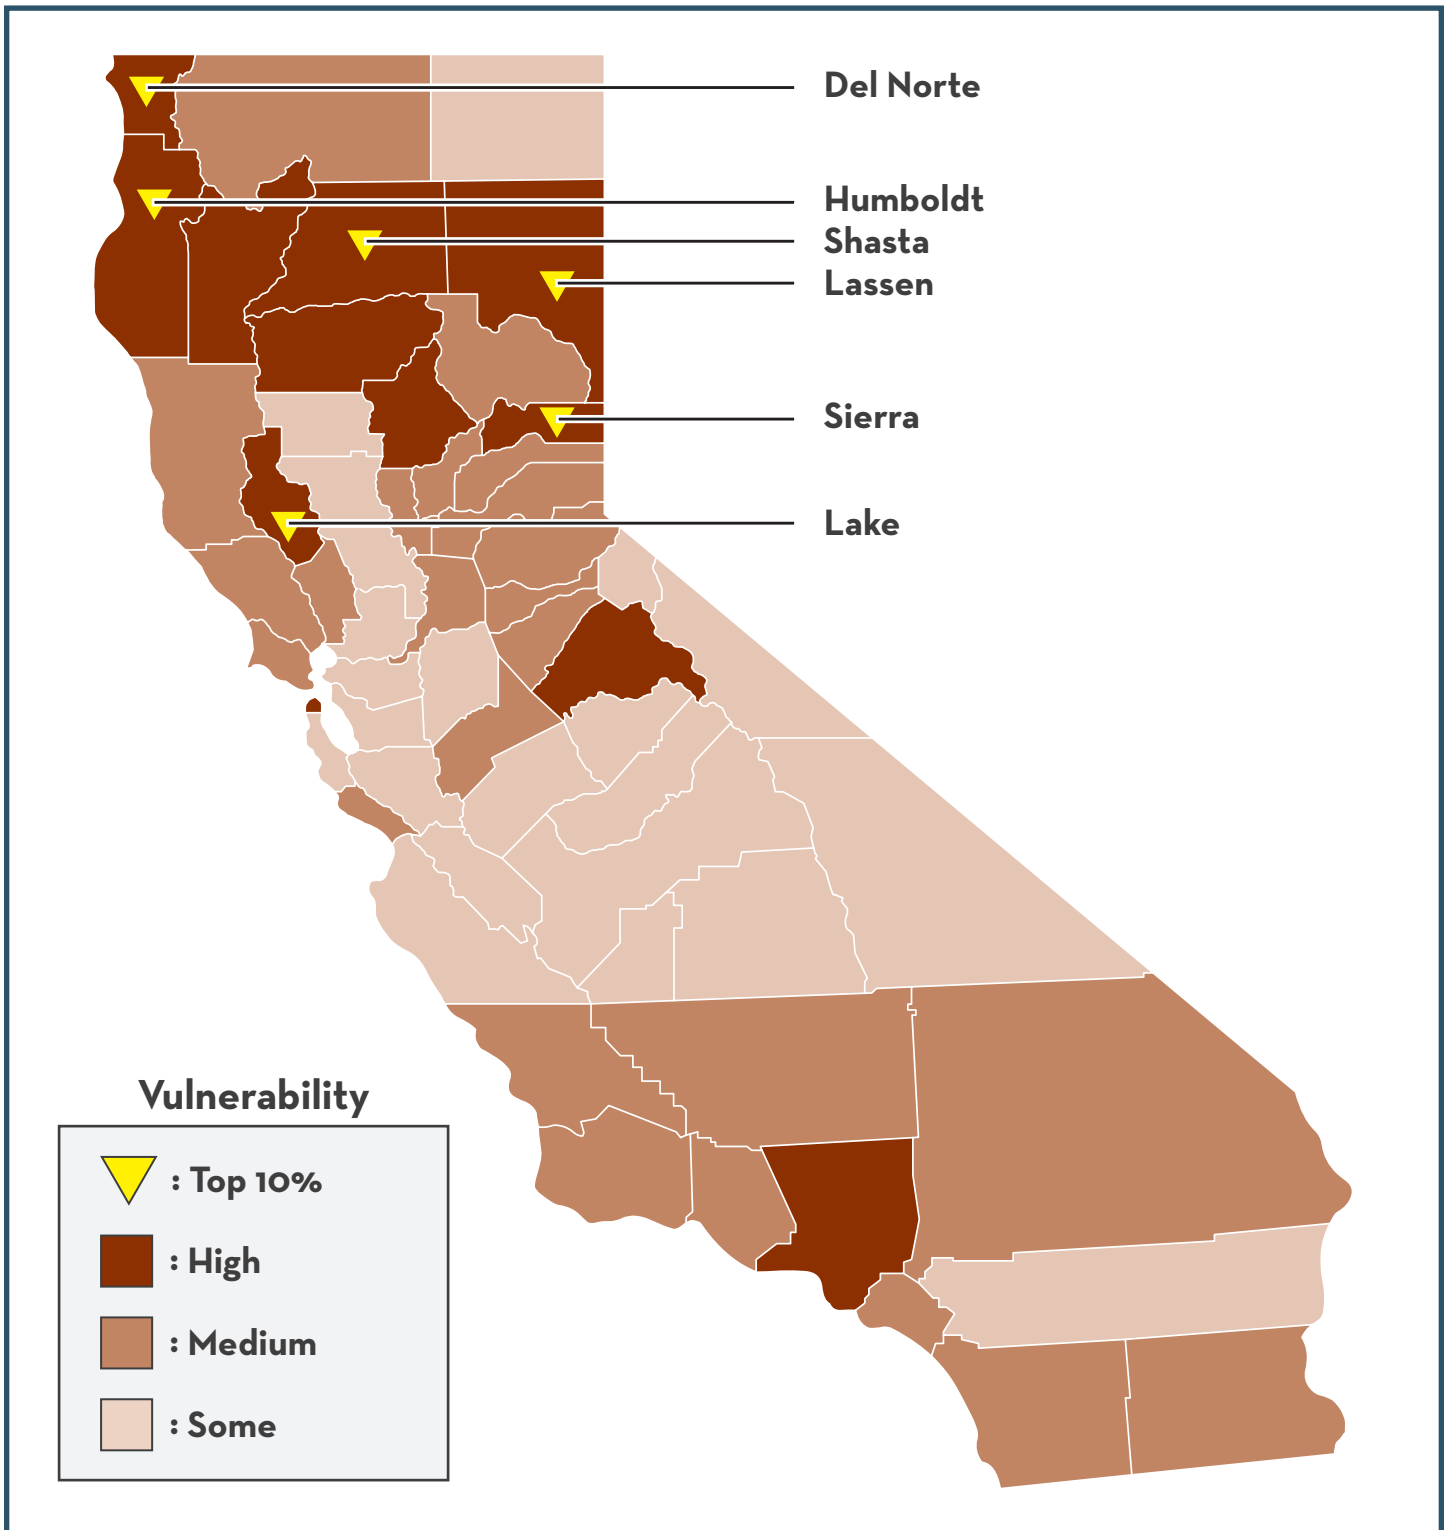 Del Norte
Humboldt
Shasta
Lassen
Sierra
Lake
Vulnerability
: Top 10%
: High
: Medium
: Some